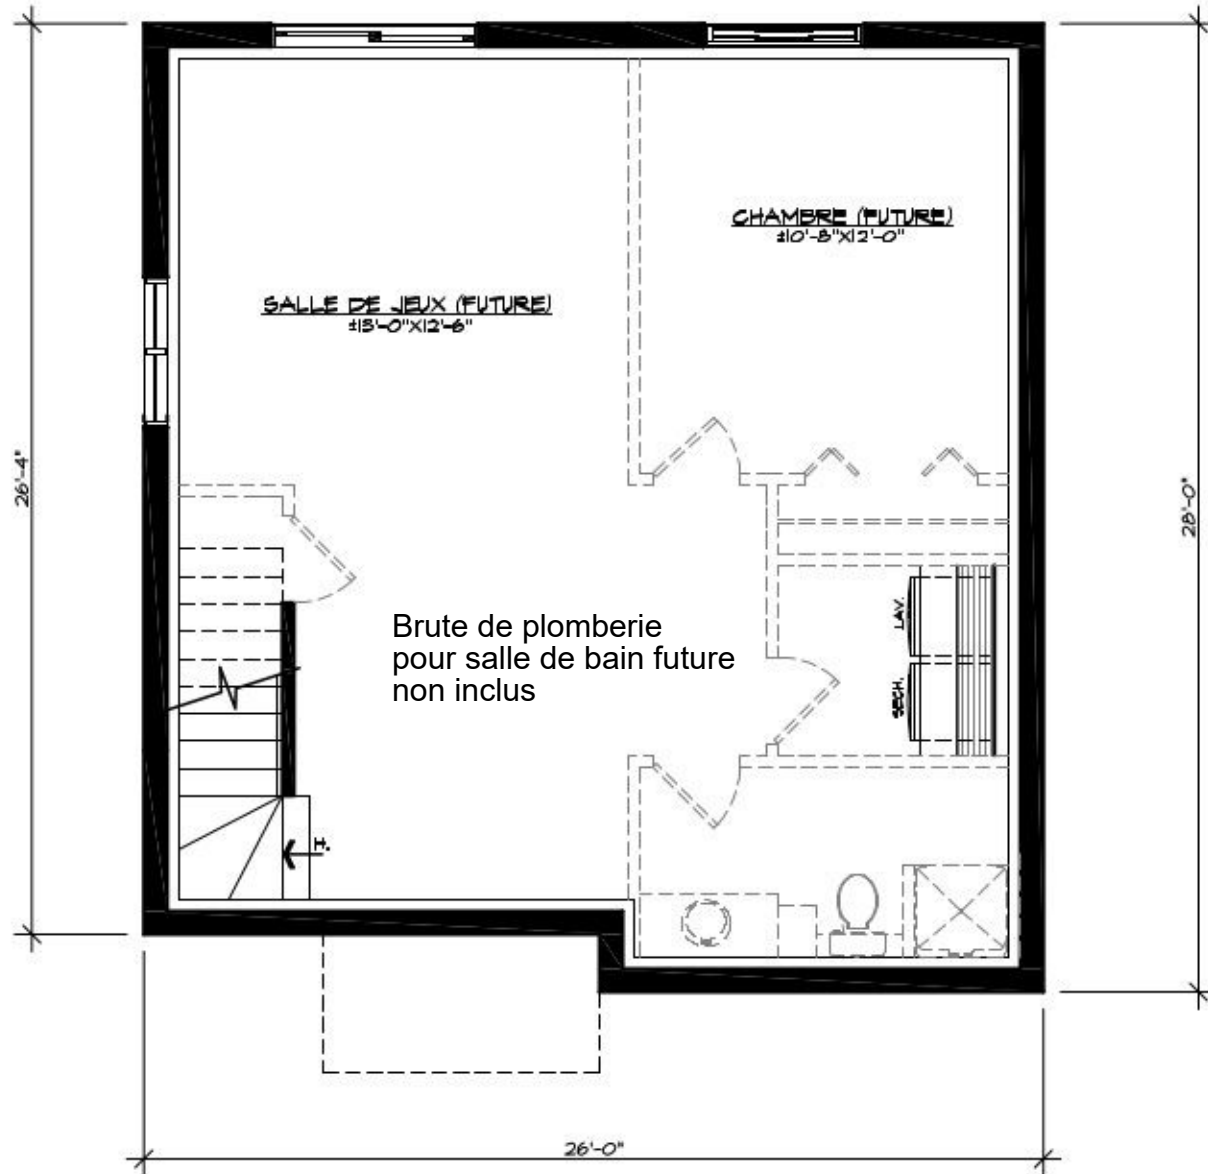 CHAMBRE (FUTURE)
±10'-8"X12'-0"
SALLE DE JEUX (FUTURE)
±13'-0"X12'-6"
26'-4"
28'-0"
Brute de plomberie
pour salle de bain future
non inclus
LAV.
SECH.
H.
26'-0"